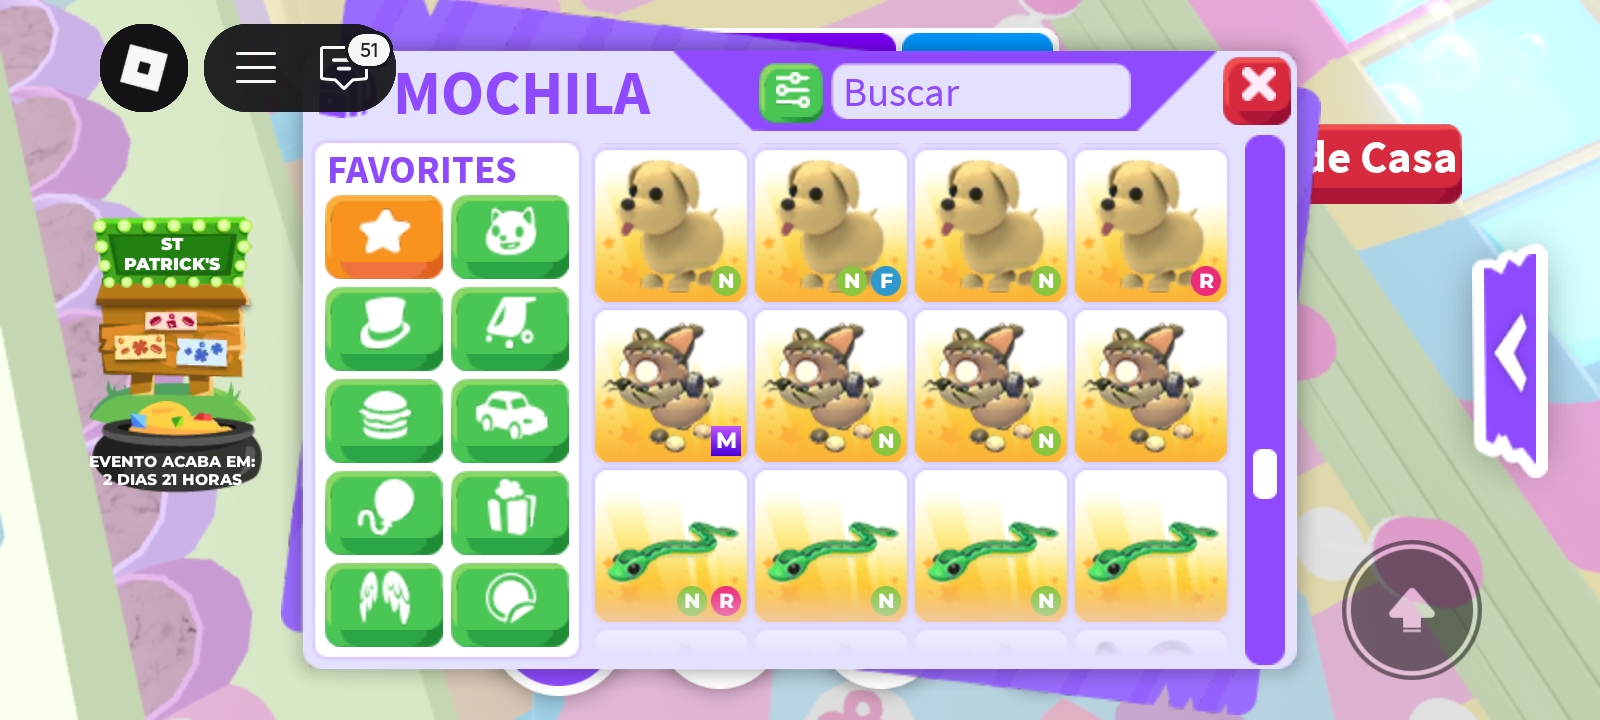 51
MOCHILA
Buscar
FAVORITES
de Casa
ST
PATRICK'S
EVENTO ACABA EM:
2 DIAS 21 HORAS
N
N F
N
R
M
N
N
N R
N
N